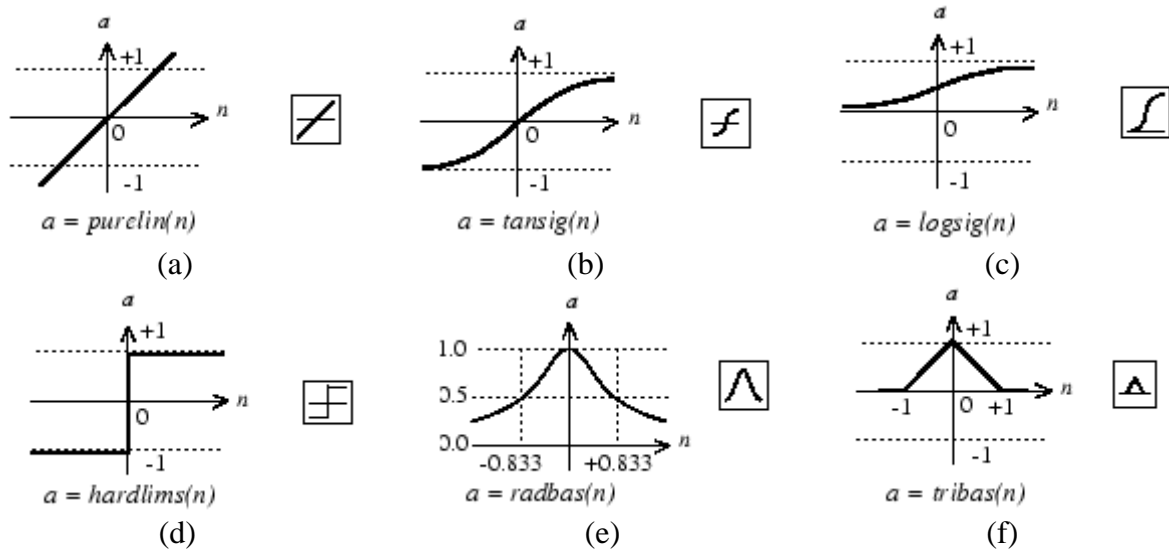 a
+1
n
0
-1
a = purelin(n)
(a)
a
+1
n
0
-1
a = tansig(n)
(b)
a
+1
n
0
-1
a = logsig(n)
(c)
a
+1
n
0
-1
a = hardlims(n)
(d)
a
1.0
0.5
0.0
n
-0.833 +0.833
a = radbas(n)
(e)
a
+1
n
-1 0 +1
-1
a = tribas(n)
(f)